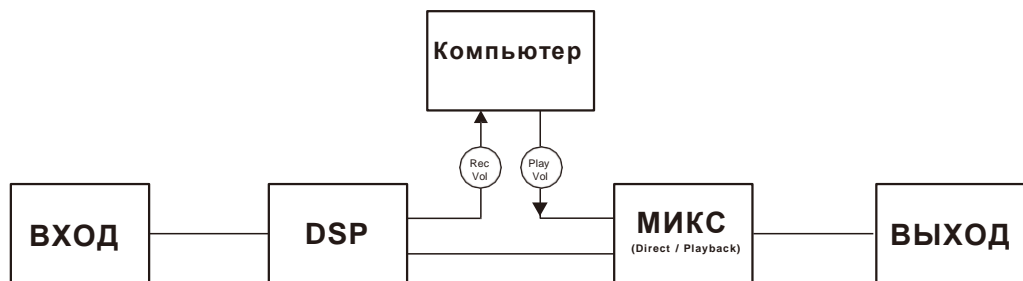 Компьютер
Rec
Vol
Play
Vol
ВХОД
DSP
МИКС
(Direct / Playback)
ВЫХОД